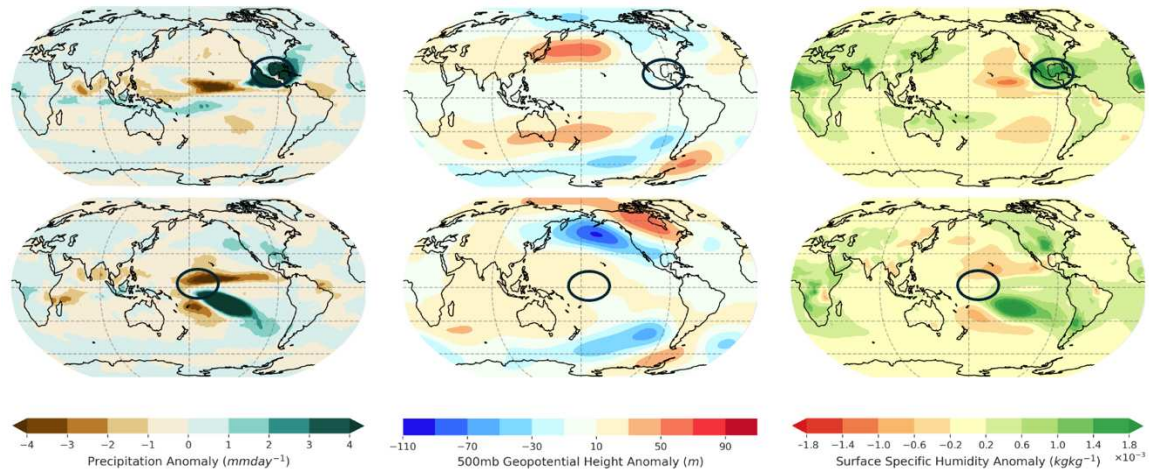 −4 −3 −2 −1 0 1 2 3 4
Precipitation Anomaly (mmday⁻¹)
−110 −70 −30 10 50 90
500mb Geopotential Height Anomaly (m)
−1.8 −1.4 −1.0 −0.6 −0.2 0.2 0.6 1.0 1.4 1.8
×10⁻³
Surface Specific Humidity Anomaly (kgkg⁻¹)